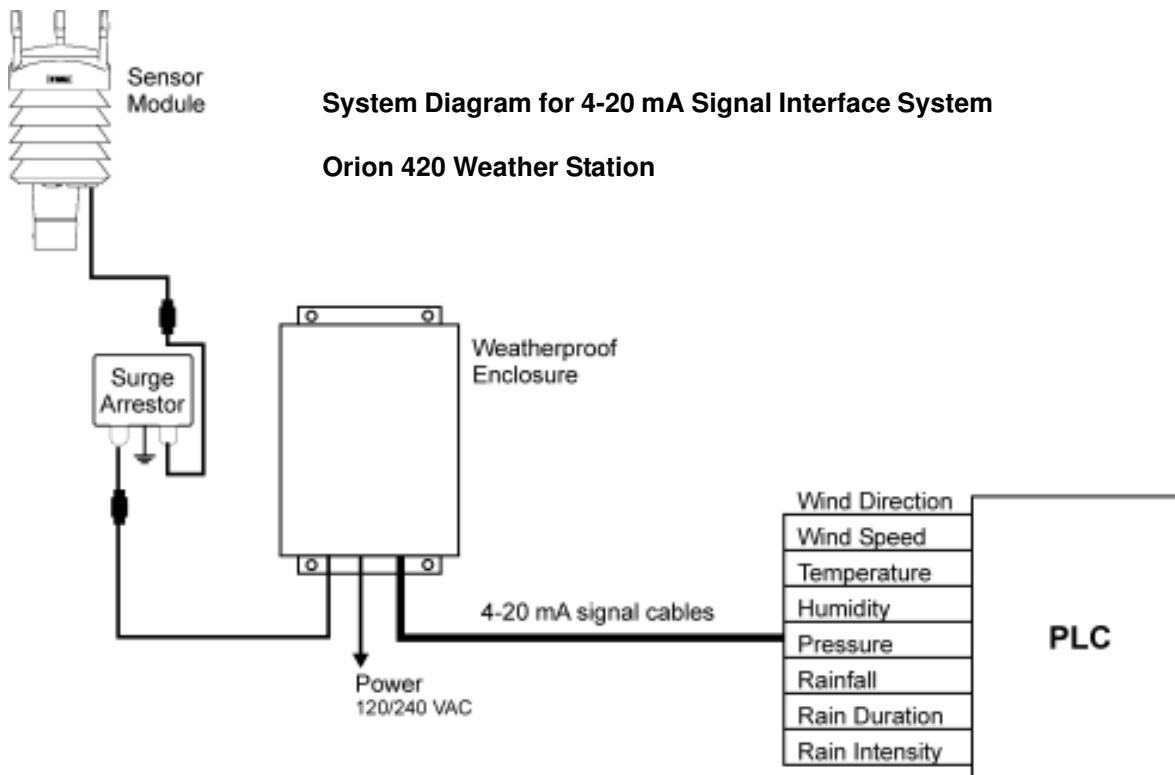 Sensor
Module
System Diagram for 4-20 mA Signal Interface System
Orion 420 Weather Station
Surge
Arrestor
Weatherproof
Enclosure
4-20 mA signal cables
Power
120/240 VAC
Wind Direction
Wind Speed
Temperature
Humidity
Pressure
Rainfall
Rain Duration
Rain Intensity
PLC